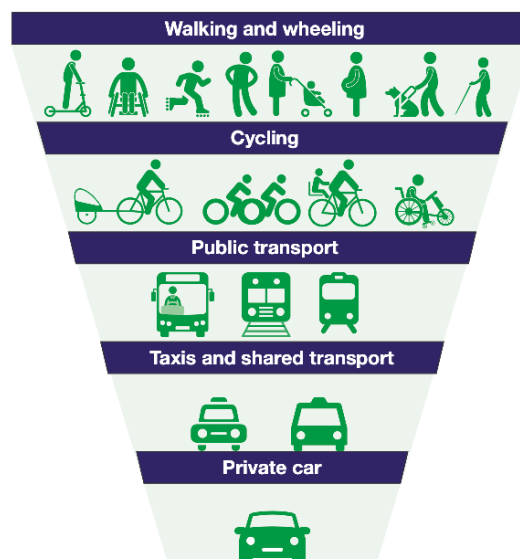 Walking and wheeling
Cycling
Public transport
Taxis and shared transport
Private car